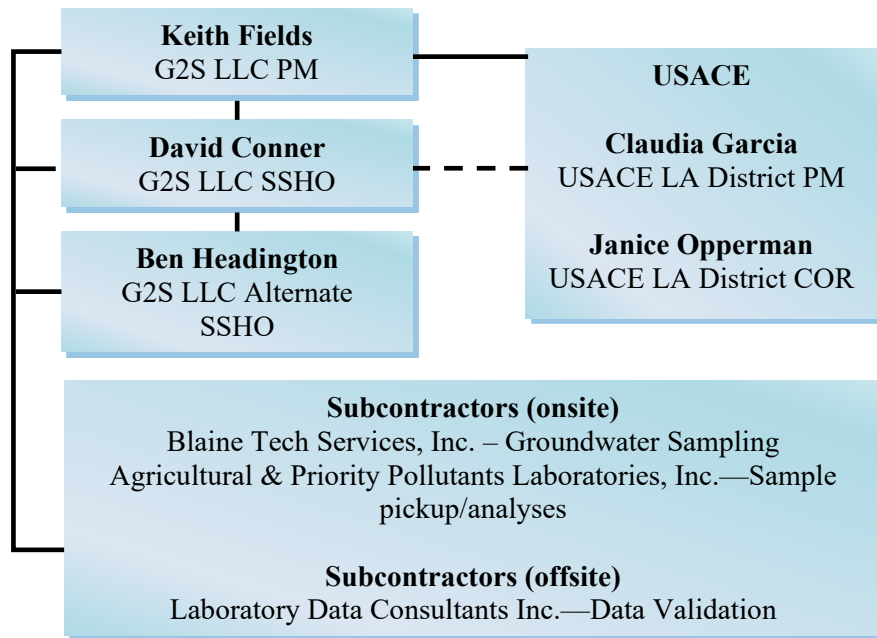 Keith Fields
G2S LLC PM
David Conner
G2S LLC SSHO
Ben Headington
G2S LLC Alternate
SSHO
USACE
Claudia Garcia
USACE LA District PM
Janice Opperman
USACE LA District COR
Subcontractors (onsite)
Blaine Tech Services, Inc. – Groundwater Sampling
Agricultural & Priority Pollutants Laboratories, Inc.—Sample
pickup/analyses
Subcontractors (offsite)
Laboratory Data Consultants Inc.—Data Validation